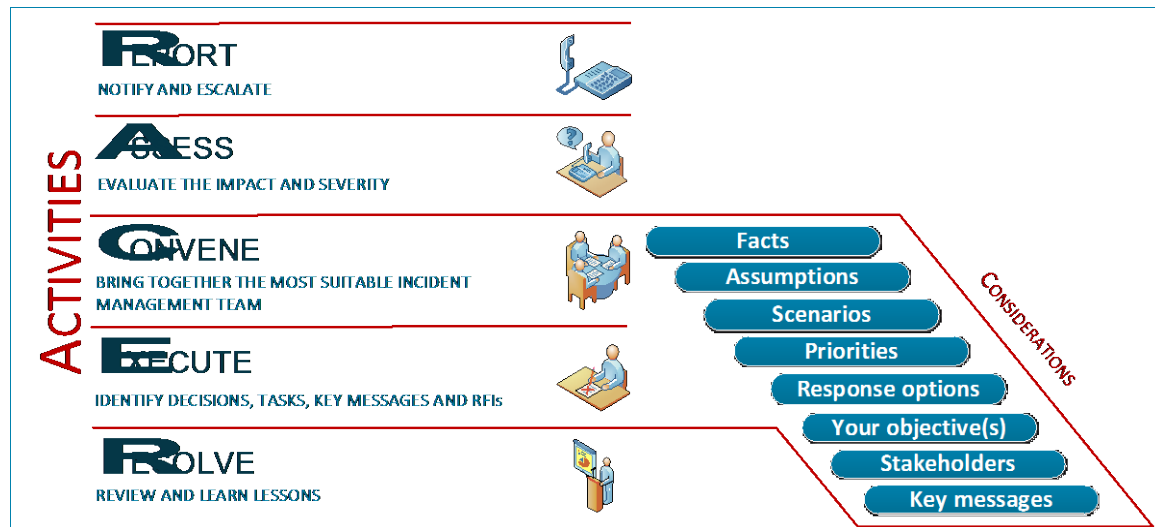 ACTIVITIES
REPORT
NOTIFY AND ESCALATE
ASSESS
EVALUATE THE IMPACT AND SEVERITY
CONVENE
BRING TOGETHER THE MOST SUITABLE INCIDENT
MANAGEMENT TEAM
EXECUTE
IDENTIFY DECISIONS, TASKS, KEY MESSAGES AND RFIs
RESOLVE
REVIEW AND LEARN LESSONS
?
Facts
Assumptions
Scenarios
Priorities
Response options
Your objective(s)
Stakeholders
Key messages
CONSIDERATIONS